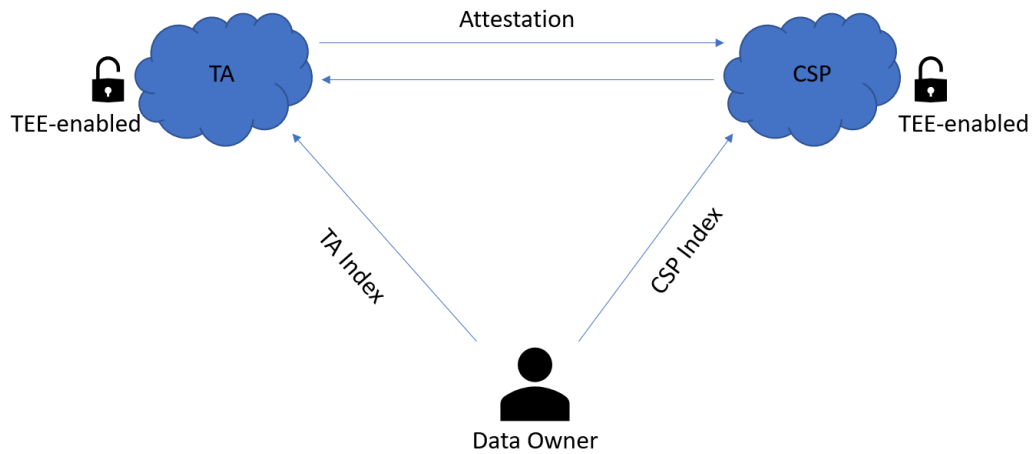 Attestation
TA
CSP
TEE-enabled
TEE-enabled
TA Index
CSP Index
Data Owner